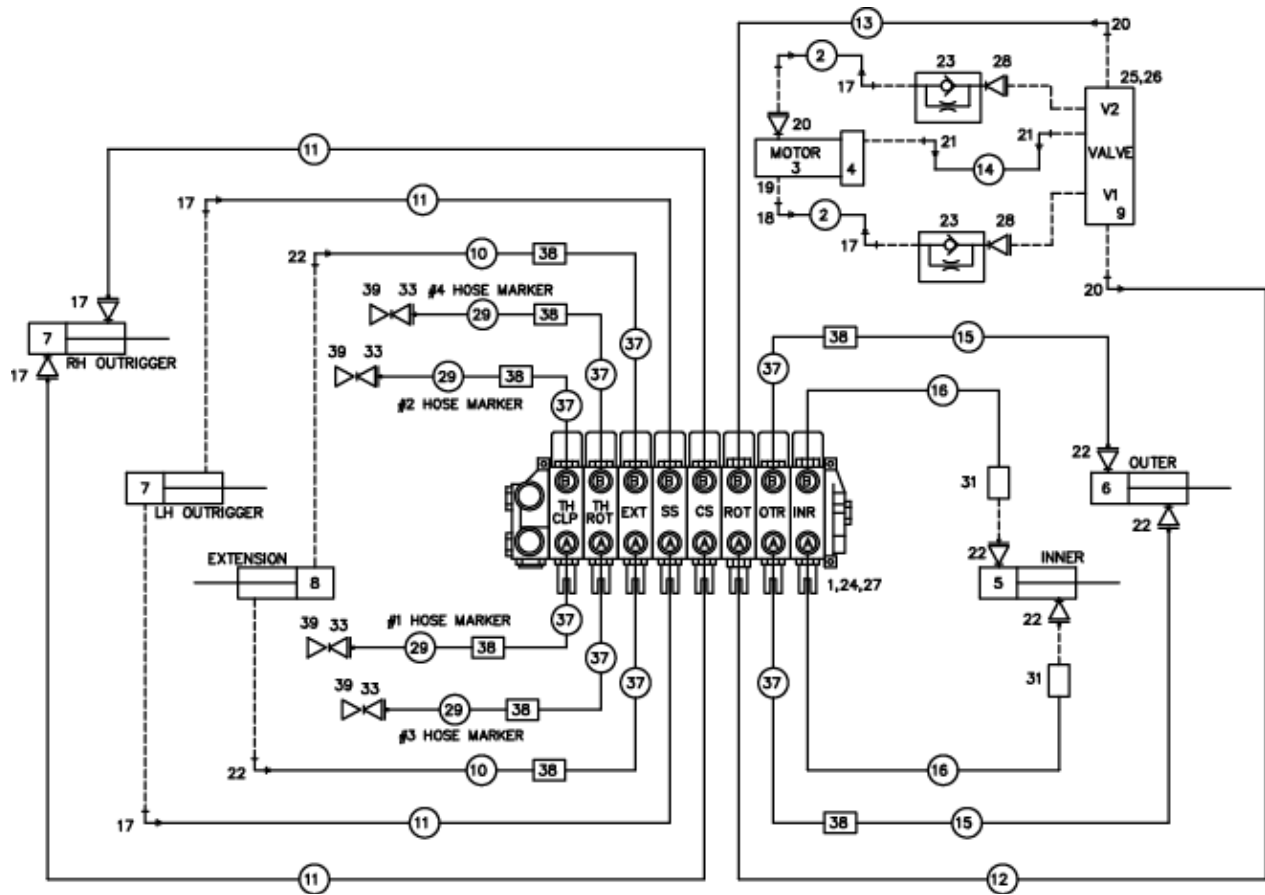 13 20
2 23 28 25,26
17 V2
20
11 21 21
MOTOR VALVE
3 4 14
19 V1
17 11 18 2 23 28 9
17
22 10 38
20
39 33 #4 HOSE MARKER
17 29 38
7 38 15
RH OUTRIGGER 37
17 39 33 37 37
29 38 16
#2 HOSE MARKER
37
22 OUTER
B B B B B B B B
7 31 6
LH OUTRIGGER
TH CLP TH ROT EXT SS CS ROT OTR INR
22
A A A A A A A A
EXTENSION 22 INNER
8 5
1,24,27
39 33 #1 HOSE MARKER 37 22
29 38
37 37 37 31
39 33
29 38
#3 HOSE MARKER
22 10 38 16
17 11 38 15
11 12